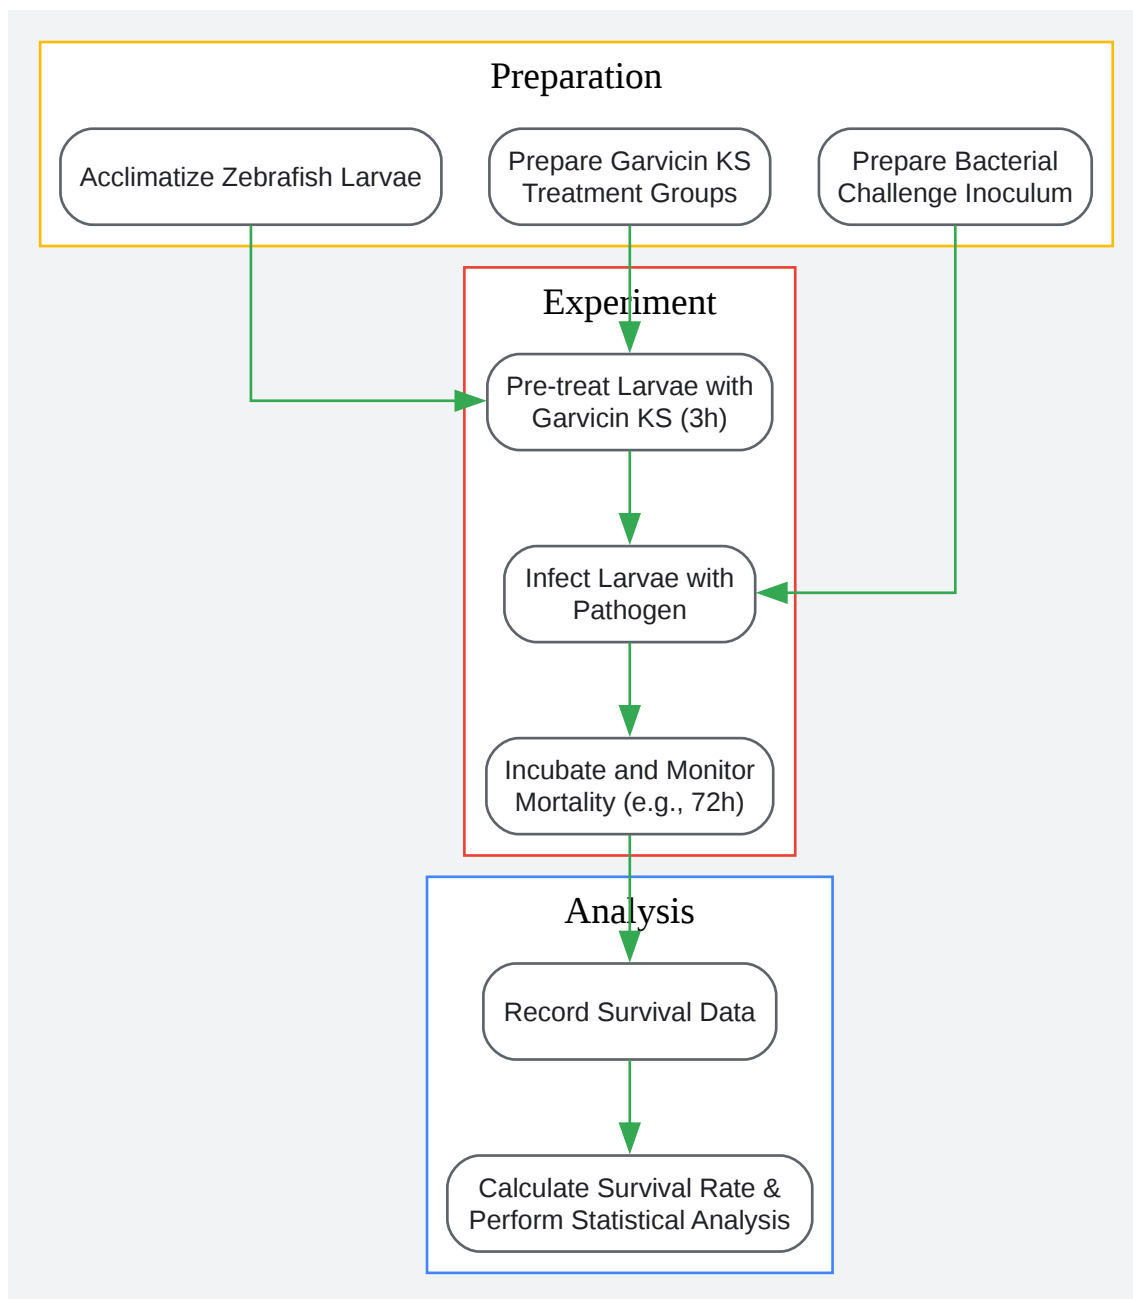 Preparation
Acclimatize Zebrafish Larvae
Prepare Garvicin KS
Treatment Groups
Prepare Bacterial
Challenge Inoculum
Experiment
Pre-treat Larvae with
Garvicin KS (3h)
Infect Larvae with
Pathogen
Incubate and Monitor
Mortality (e.g., 72h)
Analysis
Record Survival Data
Calculate Survival Rate &
Perform Statistical Analysis